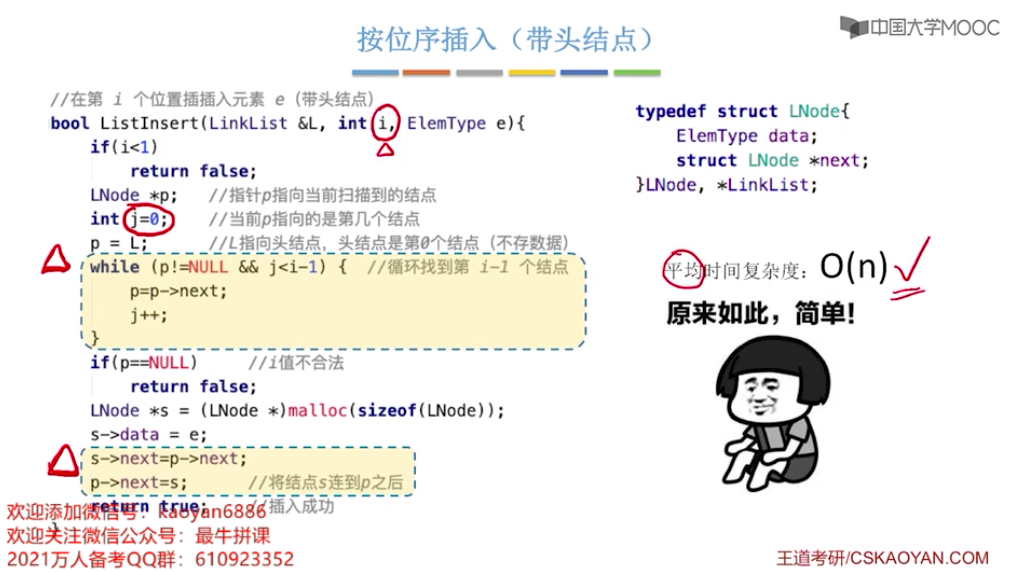 中国大学MOOC
按位序插入（带头结点）
//在第 i 个位置插插入元素 e（带头结点）
bool ListInsert(LinkList &L, int i, ElemType e){
if(i<1)
return false;
LNode *p; //指针p指向当前扫描到的结点
int j=0; //当前p指向的是第几个结点
p = L; //L指向头结点，头结点是第0个结点（不存数据）
while (p!=NULL && j<i-1) { //循环找到第 i-1 个结点
p=p->next;
j++;
}
if(p==NULL) //i值不合法
return false;
LNode *s = (LNode *)malloc(sizeof(LNode));
s->data = e;
s->next=p->next;
p->next=s; //将结点s连到p之后
return true; //插入成功
}
typedef struct LNode{
ElemType data;
struct LNode *next;
}LNode, *LinkList;
平均时间复杂度：O(n)
原来如此，简单!
欢迎添加微信号：kaoyan6886
欢迎关注微信公众号：最牛拼课
2021万人备考QQ群：610923352
王道考研/CSKAOYAN.COM